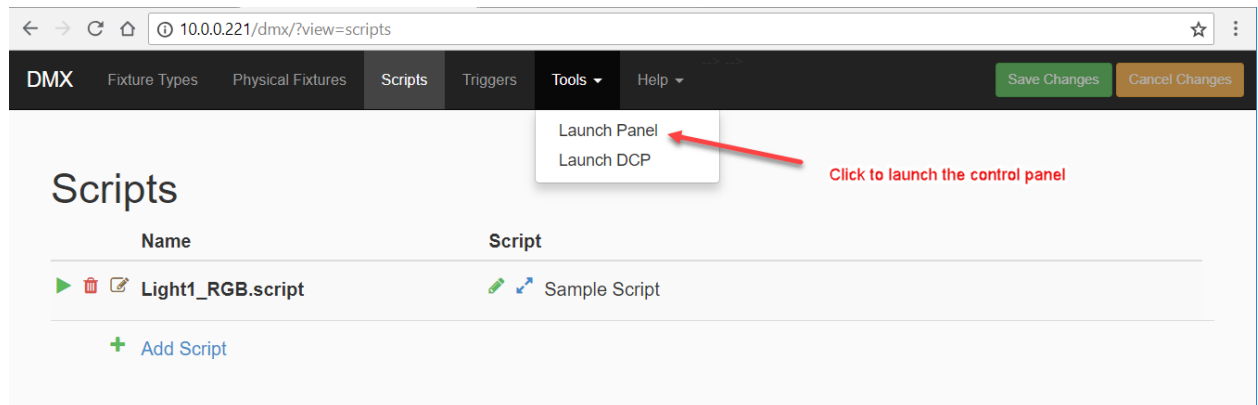 10.0.0.221/dmx/?view=scripts
DMX Fixture Types Physical Fixtures Scripts Triggers Tools Help --> --> Save Changes Cancel Changes
Launch Panel
Launch DCP
Click to launch the control panel
Scripts
Name Script
Light1_RGB.script Sample Script
Add Script